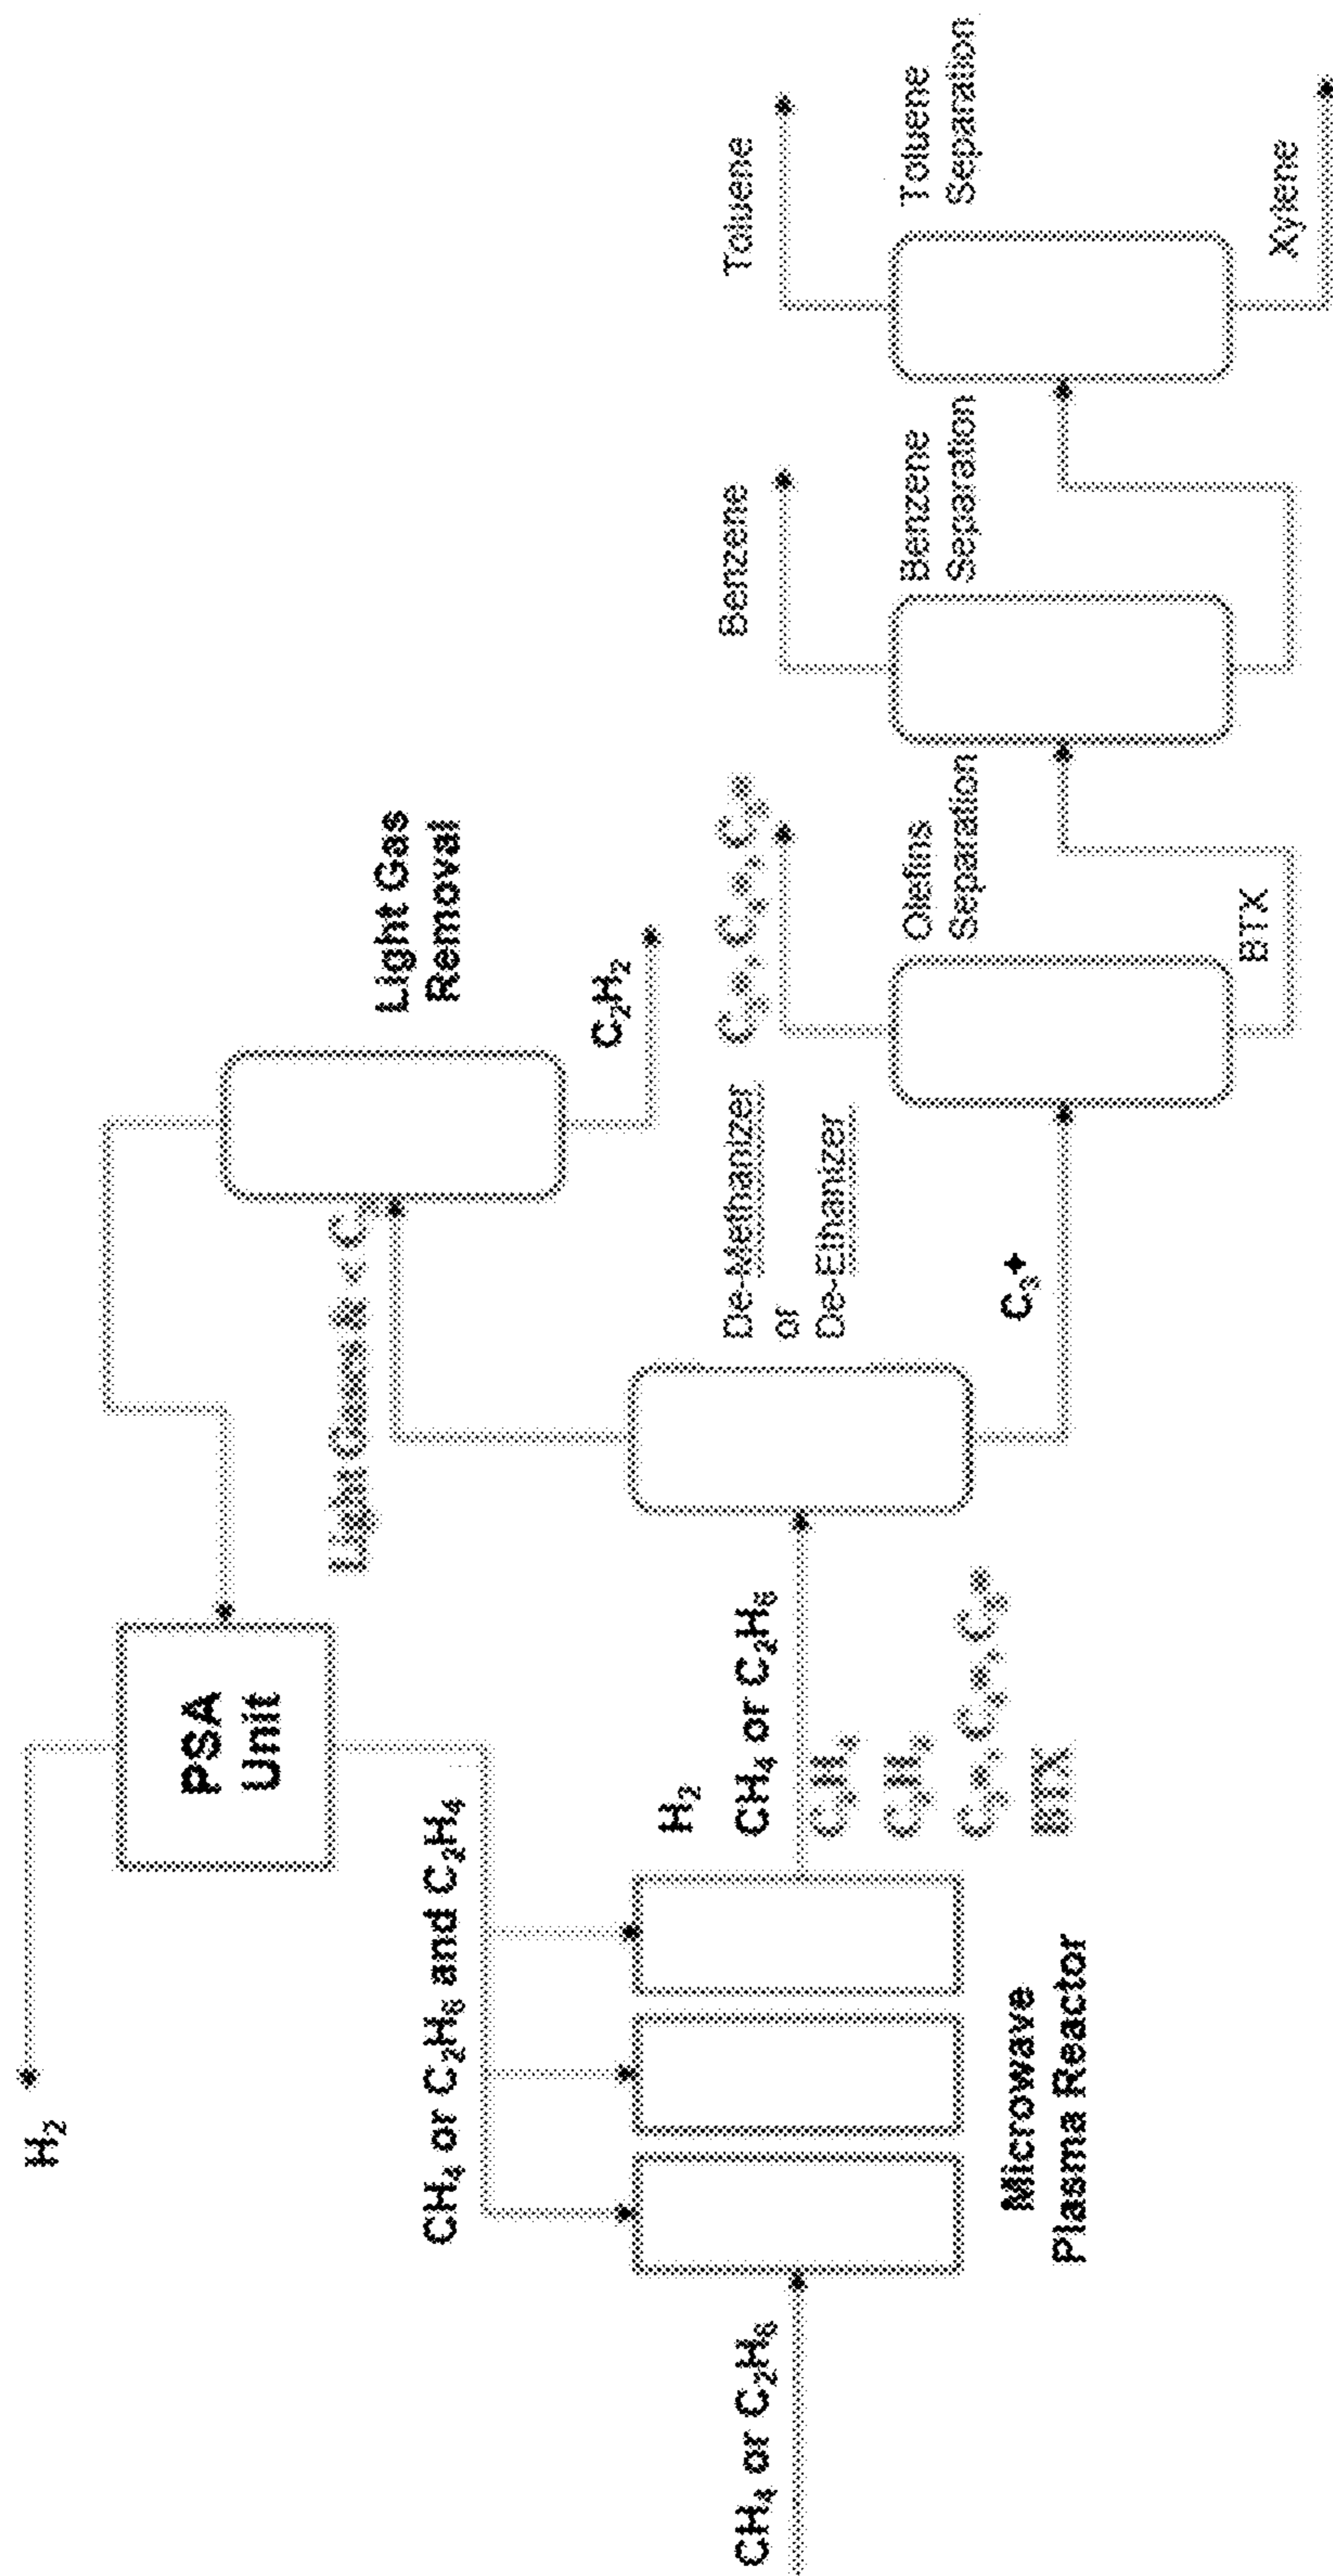 H₂
PSA
Unit
CH₄ or C₂H₆ and C₂H₄
Light Gases <
Light Gas
Removal
C₂H₂
CH₄ or C₂H₆
Microwave
Plasma Reactor
H₂
CH₄ or C₂H₆
BTX
De-Methanizer
or
De-Ethanizer
C₃+
Olefins
Separation
BTX
Benzene
Benzene
Separation
Toluene
Toluene
Separation
Xylene